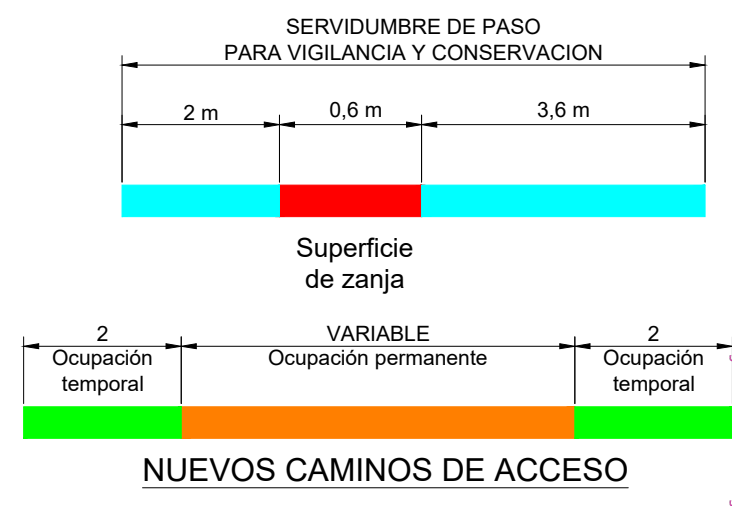 SERVIDUMBRE DE PASO
PARA VIGILANCIA Y CONSERVACION
2 m 0,6 m 3,6 m
Superficie
de zanja
2 VARIABLE 2
Ocupación Ocupación permanente Ocupación
temporal temporal
NUEVOS CAMINOS DE ACCESO